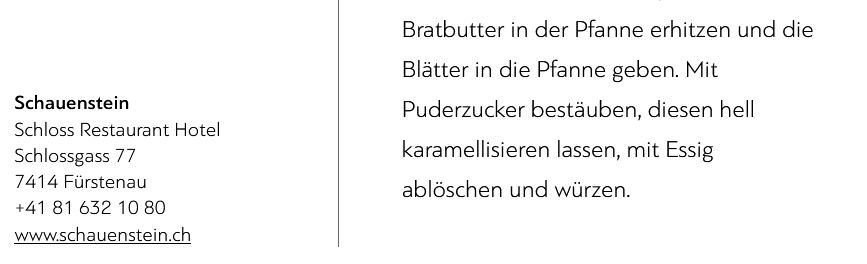 Schauenstein
Schloss Restaurant Hotel
Schlossgass 77
7414 Fürstenau
+41 81 632 10 80
www.schauenstein.ch
Bratbutter in der Pfanne erhitzen und die
Blätter in die Pfanne geben. Mit
Puderzucker bestäuben, diesen hell
karamellisieren lassen, mit Essig
ablöschen und würzen.